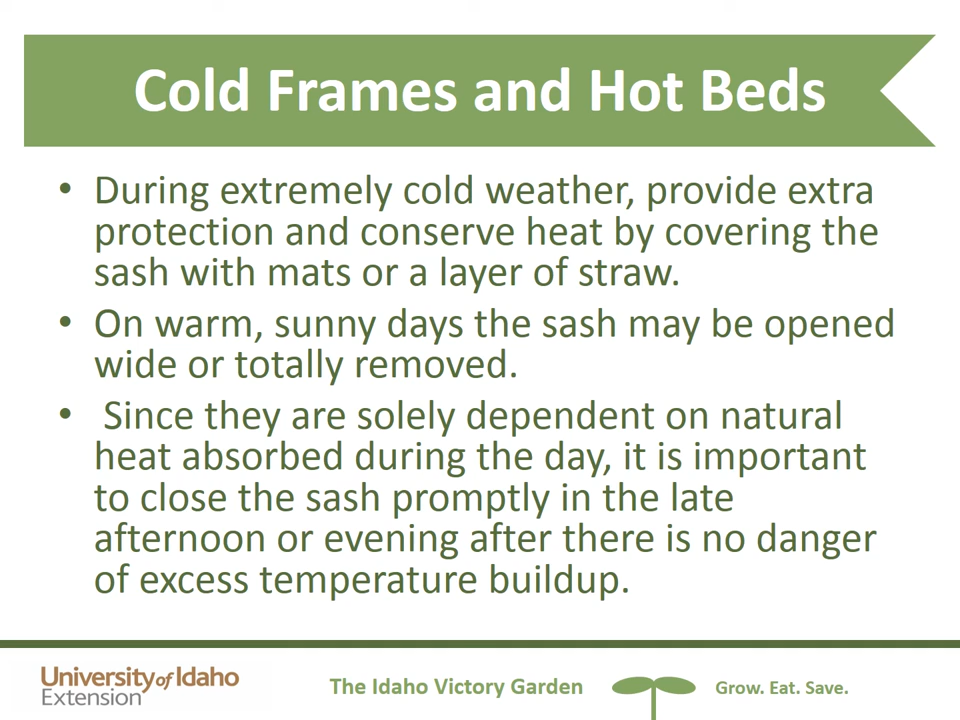 Cold Frames and Hot Beds
• During extremely cold weather, provide extra
protection and conserve heat by covering the
sash with mats or a layer of straw.
• On warm, sunny days the sash may be opened
wide or totally removed.
• Since they are solely dependent on natural
heat absorbed during the day, it is important
to close the sash promptly in the late
afternoon or evening after there is no danger
of excess temperature buildup.
University of Idaho
Extension
The Idaho Victory Garden
Grow. Eat. Save.